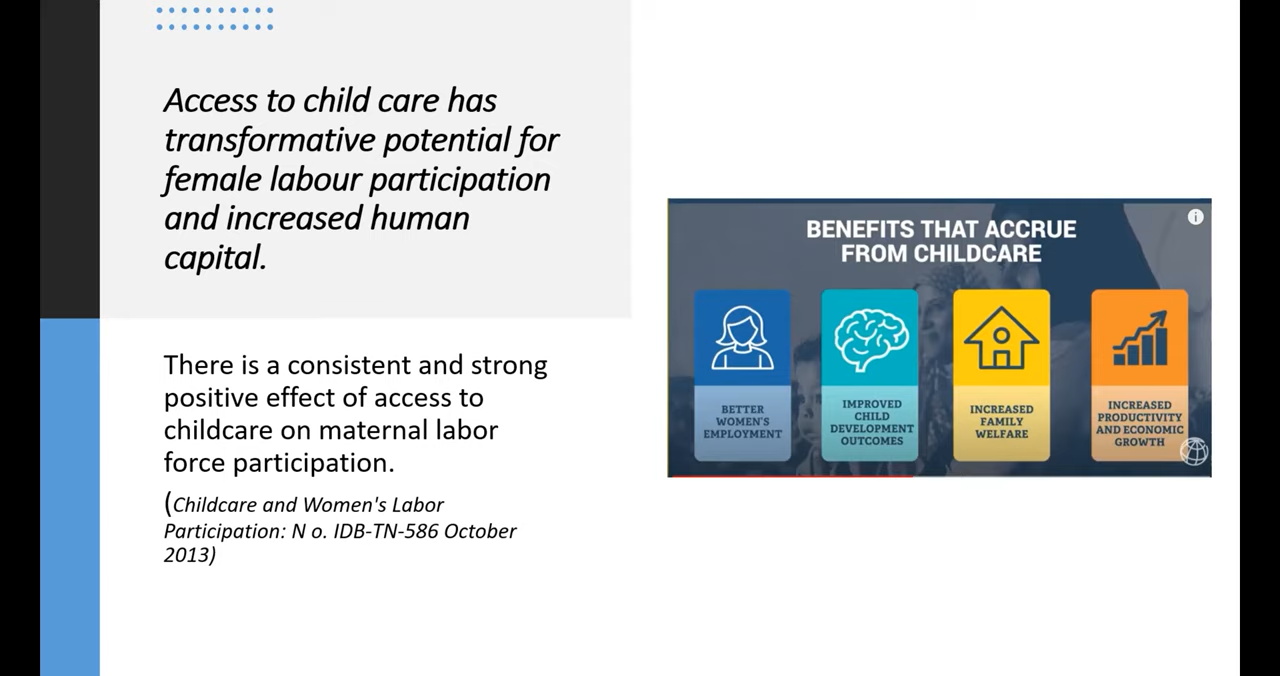 Access to child care has
transformative potential for
female labour participation
and increased human
capital.
There is a consistent and strong
positive effect of access to
childcare on maternal labor
force participation.
(Childcare and Women's Labor
Participation: N o. IDB-TN-586 October
2013)
BENEFITS THAT ACCRUE
FROM CHILDCARE
BETTER
WOMEN'S
EMPLOYMENT
IMPROVED
CHILD
DEVELOPMENT
OUTCOMES
INCREASED
FAMILY
WELFARE
INCREASED
PRODUCTIVITY
AND ECONOMIC
GROWTH